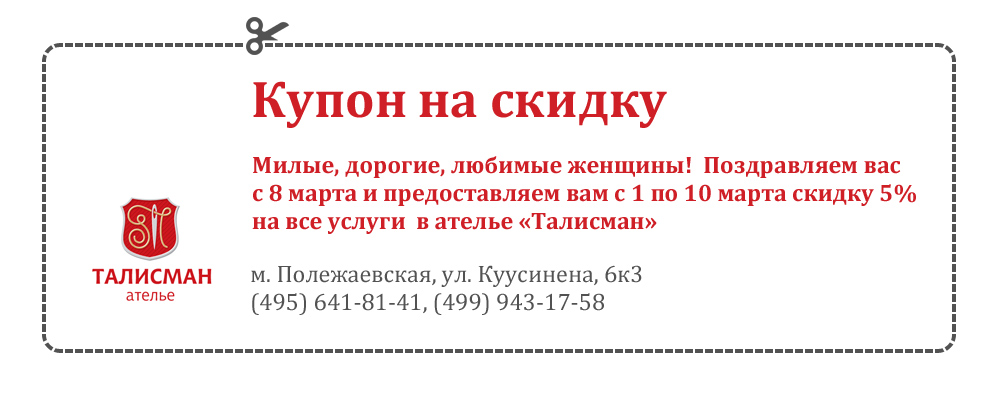 Купон на скидку
Милые, дорогие, любимые женщины!  Поздравляем вас
с 8 марта и предоставляем вам с 1 по 10 марта скидку 5%
на все услуги  в ателье «Талисман»
ТАЛИСМАН
ателье
м. Полежаевская, ул. Куусинена, 6к3
(495) 641-81-41, (499) 943-17-58